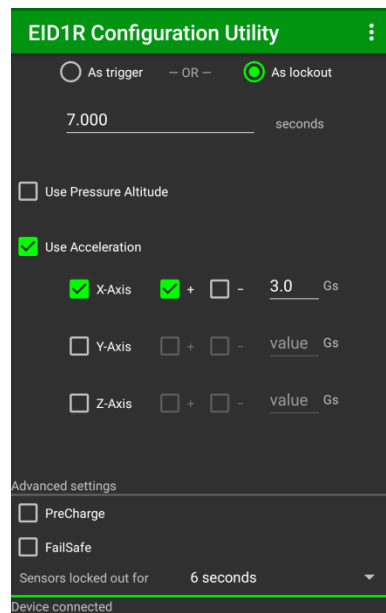 EID1R Configuration Utility
As trigger – OR – As lockout
7.000 seconds
Use Pressure Altitude
Use Acceleration
X-Axis + - 3.0 Gs
Y-Axis + - value Gs
Z-Axis + - value Gs
Advanced settings
PreCharge
FailSafe
Sensors locked out for 6 seconds
Device connected